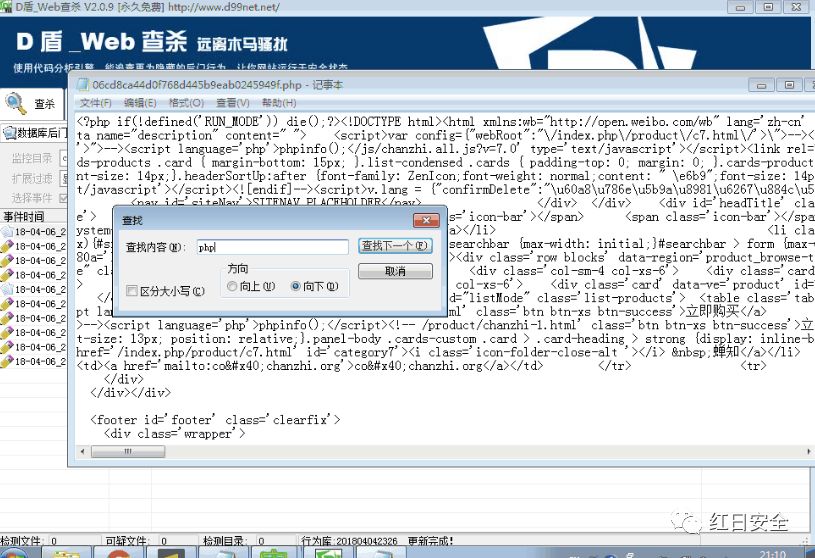 D盾_Web查杀 V2.0.9 [永久免费] http://www.d99net.net/
D盾_Web查杀 远离木马骚扰
查杀
数据库后门
监控目录
扩展过滤
选择事件
事件时间
18-04-06_2
18-04-06_2
18-04-06_2
18-04-06_2
18-04-06_2
18-04-06_2
18-04-06_2
18-04-06_2
18-04-06_2
18-04-06_2
06cd8ca44d0f768d445b9eab0245949f.php - 记事本
文件(F) 编辑(E) 格式(O) 查看(V) 帮助(H)
<?php if(!defined('RUN_MODE')) die();?><!DOCTYPE html><html xmlns:wb="http://open.weibo.com/wb" lang='zh-cn'
ta name="description" content=" "> <script>var config={"webRoot":"\/index.php\/product\/c7.html\/'>\"><--
'>"><script language='php'>phpinfo();</js/chanzhi.all.js?v=7.0' type='text/javascript'></script><link rel=
ds-products .card { margin-bottom: 15px; }.list-condensed .cards { padding-top: 0; margin: 0; }.cards-product
nt-size: 14px;}.headerSortUp:after {font-family: ZenIcon;font-weight: normal;content: " \e6b9";font-size: 14p
t/javascript'></script><![endif]--><script>v.lang = {"confirmDelete":"\u60a8\u786e\u5b9a\u8981\u6267\u884c\u5
<nav id="siteNav">SITENAV_PLACEHOLDER</nav> </div> </div> <div id='headTitle' clas
'> s='icon-bar'></span> <span class='icon-bar'></sp
ystem a></li> <li clas
x){#s searchbar {max-width: initial;}#searchbar > form {max-
80a=' ><div class='row blocks' data-region='product_browse-t
e" cl <div class='col-sm-4 col-xs-6'> <div class='card
col-xs-6'> <div class='card' data-ve='product' id=
</ d="listMode" class='list-products'> <table class='tab
pt lang ml' class='btn btn-xs btn-success'>立即购买</a>
>--><script language='php'>phpinfo();</script><!-- /product/chanzhi-1.html' class='btn btn-xs btn-success'>立
t-size: 13px; position: relative;}.panel-body .cards-custom .card > .card-heading > strong {display: inline-b
href='/index.php/product/c7.html' id='category7'><i class='icon-folder-close-alt '></i> &nbsp;蝉知</a></li>
<td><a href='mailto:co&#x40;chanzhi.org'>co&#x40;chanzhi.org</a></td> </tr> <tr>
</div>
</div></div>
<footer id='footer' class='clearfix'>
<div class='wrapper'>
查找
查找内容(N): php
查找下一个(F)
方向
取消
区分大小写(C)
向上(U) 向下(D)
红日安全
检测文件: 0 可疑文件: 0 检测目录: 0 行为库:201804042326 更新完成!
21:10